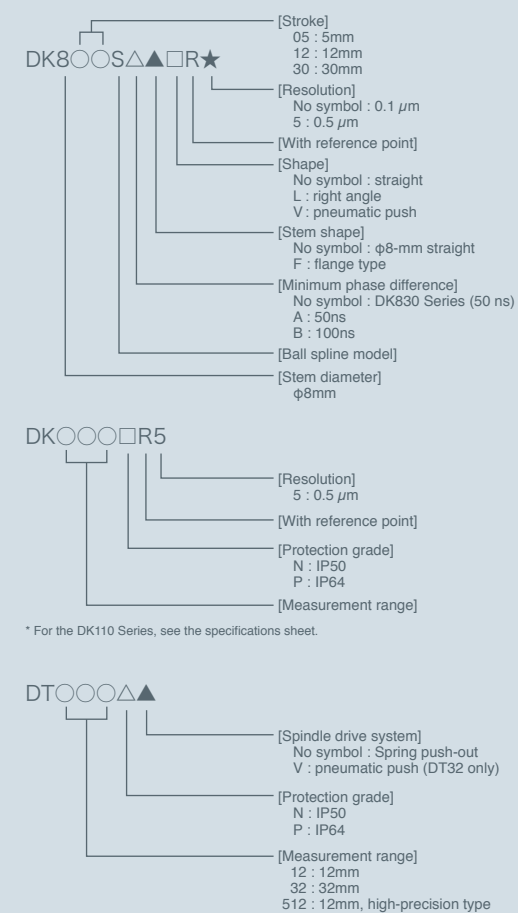 [Stroke]
05 : 5mm
DK8○○S△▲□R★
12 : 12mm
30 : 30mm
[Resolution]
No symbol : 0.1 μm
5 : 0.5 μm
[With reference point]
[Shape]
No symbol : straight
L : right angle
V : pneumatic push
[Stem shape]
No symbol : φ8-mm straight
F : flange type
[Minimum phase difference]
No symbol : DK830 Series (50 ns)
A : 50ns
B : 100ns
[Ball spline model]
[Stem diameter]
φ8mm
DK○○○□R5
[Resolution]
5 : 0.5 μm
[With reference point]
[Protection grade]
N : IP50
P : IP64
[Measurement range]
* For the DK110 Series, see the specifications sheet.
DT○○○△▲
[Spindle drive system]
No symbol : Spring push-out
V : pneumatic push (DT32 only)
[Protection grade]
N : IP50
P : IP64
[Measurement range]
12 : 12mm
32 : 32mm
512 : 12mm, high-precision type